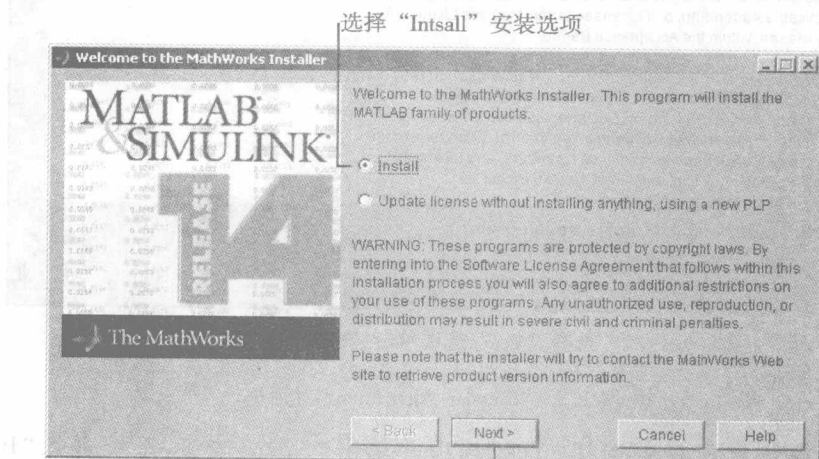 选择“Intsall”安装选项
Welcome to the MathWorks Installer
MATLAB
& SIMULINK
RELEASE
14
The MathWorks
Welcome to the MathWorks Installer. This program will install the
MATLAB family of products.
Install
Update license without installing anything, using a new PLP
WARNING: These programs are protected by copyright laws. By
entering into the Software License Agreement that follows within this
installation process you will also agree to additional restrictions on
your use of these programs. Any unauthorized use, reproduction, or
distribution may result in severe civil and criminal penalties.
Please note that the installer will try to contact the MathWorks Web
site to retrieve product version information.
< Back
Next >
Cancel
Help